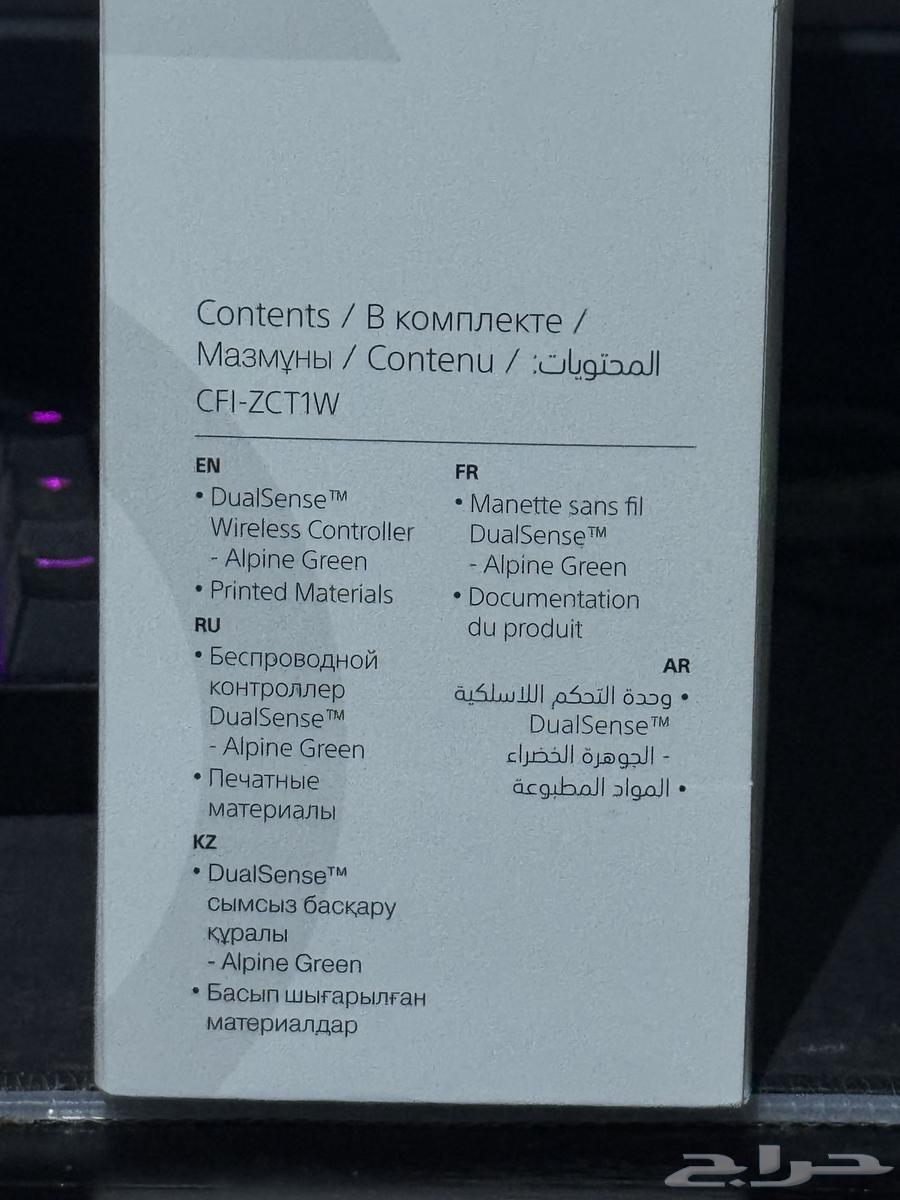 Contents / В комплекте /
Мазмұны / Contenu / المحتويات:
CFI-ZCT1W
EN
• DualSense™
Wireless Controller
- Alpine Green
• Printed Materials
RU
• Беспроводной
контроллер
DualSense™
- Alpine Green
• Печатные
материалы
KZ
• DualSense™
сымсыз басқару
құралы
- Alpine Green
• Басып шығарылған
материалдар
FR
• Manette sans fil
DualSense™
- Alpine Green
• Documentation
du produit
AR
• وحدة التحكم اللاسلكية
DualSense™
- الجوهرة الخضراء
• المواد المطبوعة
حراج